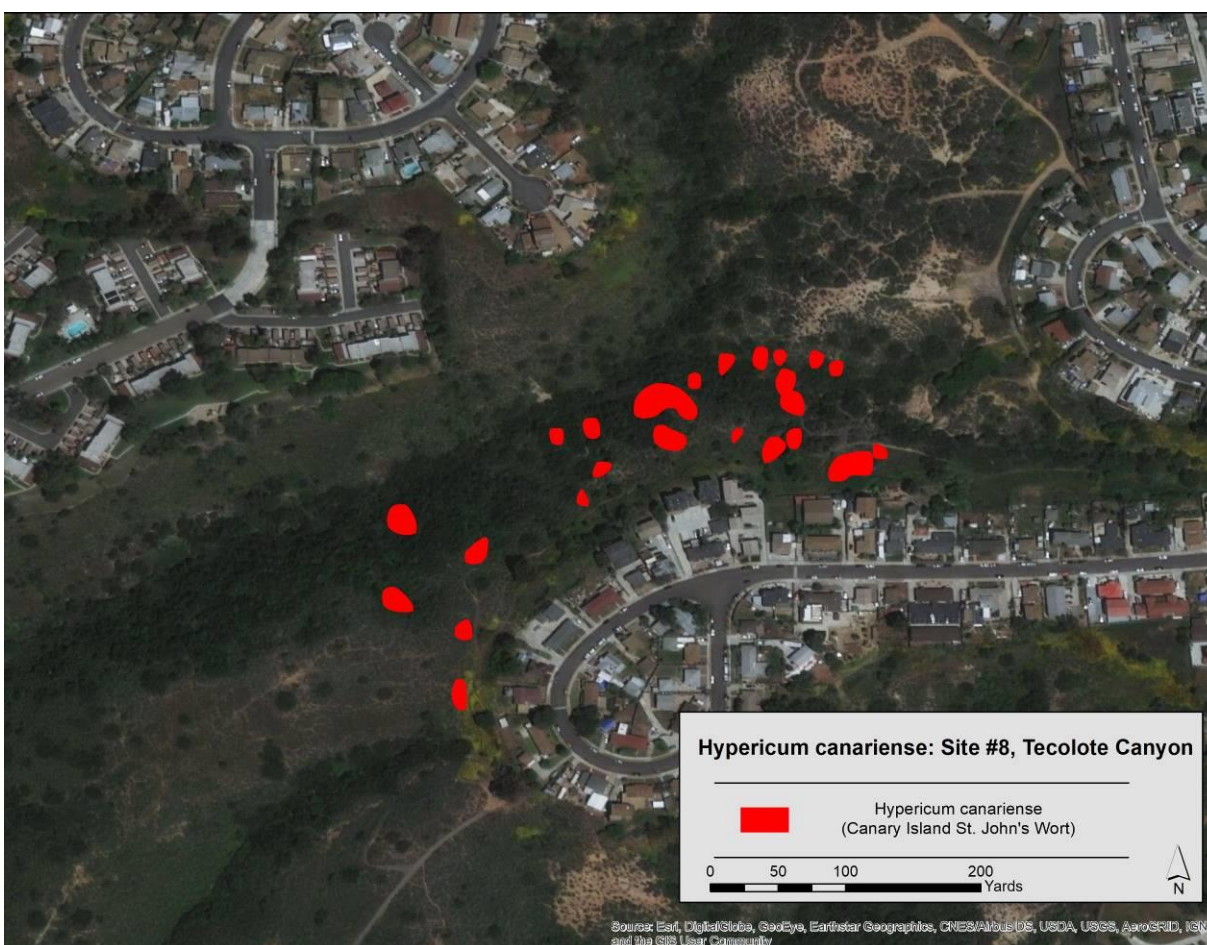 Hypericum canariense: Site #8, Tecolote Canyon
Hypericum canariense
(Canary Island St. John's Wort)
0 50 100 200
Yards
N
Source: Esri, DigitalGlobe, GeoEye, Earthstar Geographics, CNES/Airbus DS, USDA, USGS, AeroGRID, IGN
and the GIS User Community